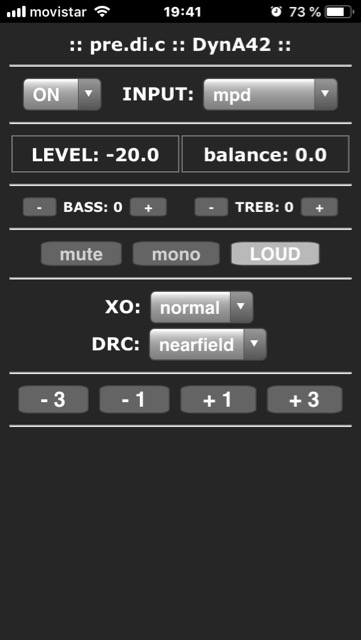 movistar 19:41 73 %
:: pre.di.c :: DynA42 ::
ON INPUT: mpd
LEVEL: -20.0 balance: 0.0
- BASS: 0 + - TREB: 0 +
mute mono LOUD
XO: normal
DRC: nearfield
- 3 - 1 + 1 + 3